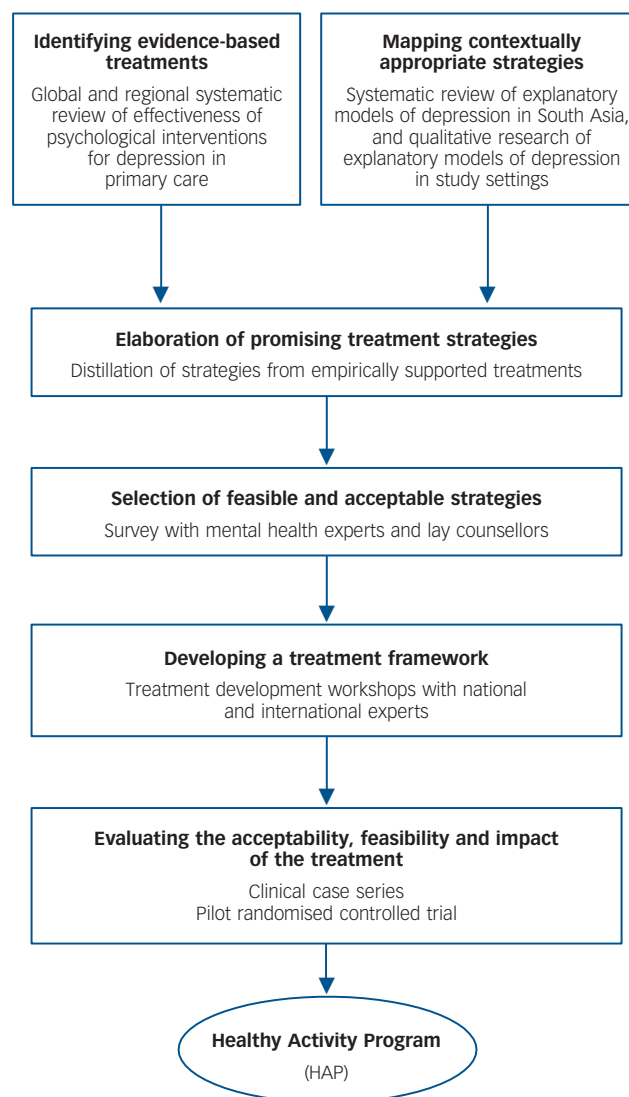 Identifying evidence-based
treatments
Global and regional systematic
review of effectiveness of
psychological interventions
for depression in
primary care
Mapping contextually
appropriate strategies
Systematic review of explanatory
models of depression in South Asia,
and qualitative research of
explanatory models of depression
in study settings
Elaboration of promising treatment strategies
Distillation of strategies from empirically supported treatments
Selection of feasible and acceptable strategies
Survey with mental health experts and lay counsellors
Developing a treatment framework
Treatment development workshops with national
and international experts
Evaluating the acceptability, feasibility and impact
of the treatment
Clinical case series
Pilot randomised controlled trial
Healthy Activity Program
(HAP)